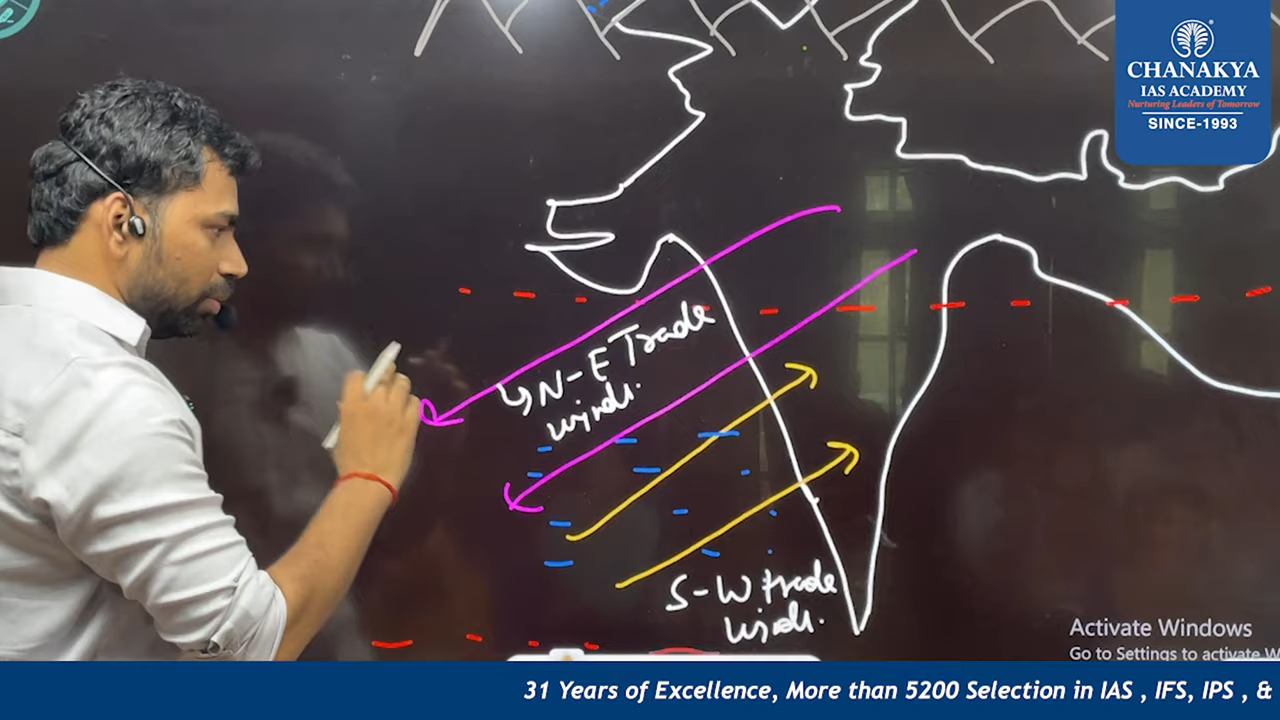 CHANAKYA
IAS ACADEMY
Nurturing Leaders of Tomorrow
SINCE-1993
N-E Trade
winds.
S-W trade
winds.
Activate Windows
Go to Settings to activate W
31 Years of Excellence, More than 5200 Selection in IAS , IFS, IPS , &